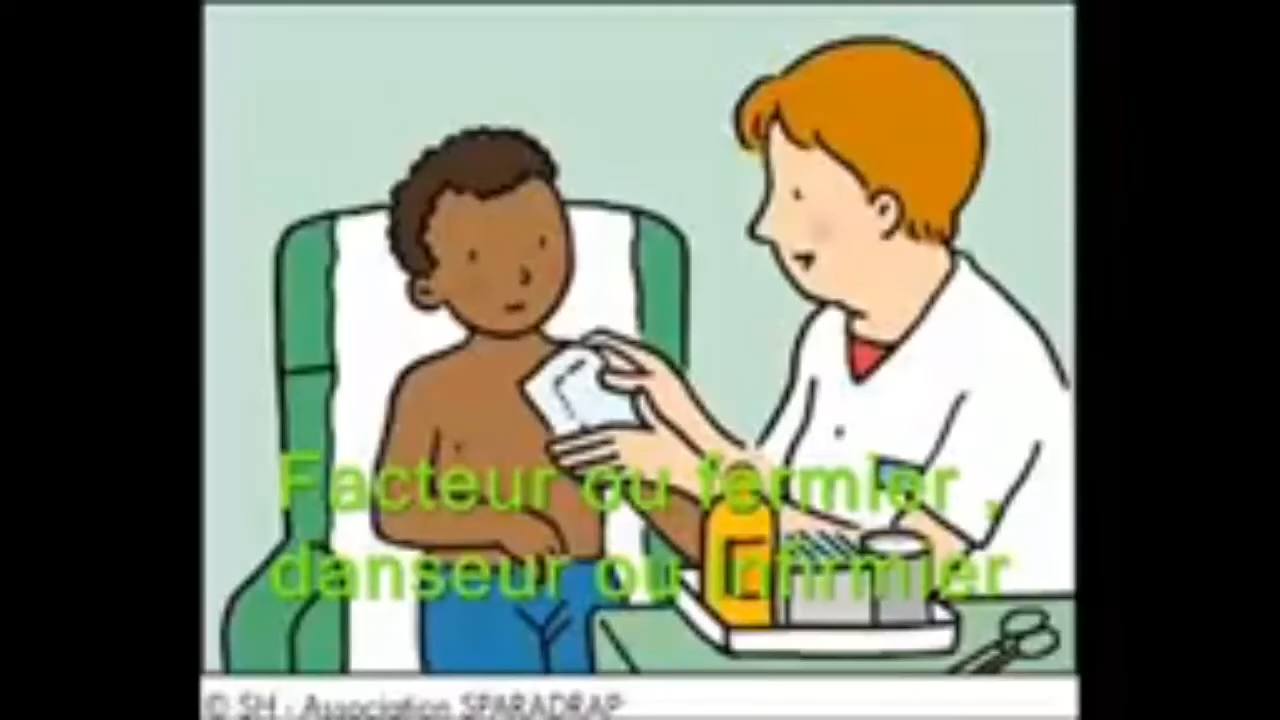 Facteur ou fermier ,
danseur ou infirmier
© SH - Association SPARADRAP